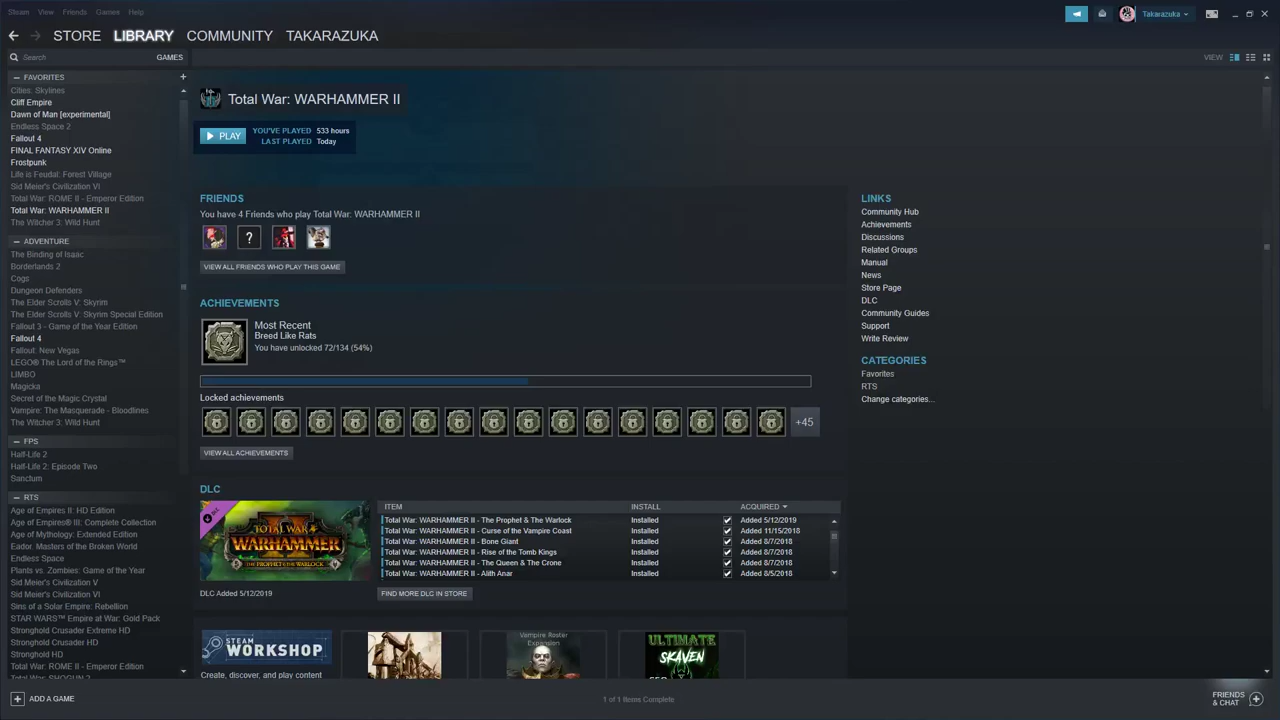 Steam View Friends Games Help
Takarazuka
STORE LIBRARY COMMUNITY TAKARAZUKA
Search GAMES
VIEW
FAVORITES
Cities: Skylines
Cliff Empire
Dawn of Man [experimental]
Endless Space 2
Fallout 4
FINAL FANTASY XIV Online
Frostpunk
Life is Feudal: Forest Village
Sid Meier's Civilization VI
Total War: ROME II - Emperor Edition
Total War: WARHAMMER II
The Witcher 3: Wild Hunt
ADVENTURE
The Binding of Isaac
Borderlands 2
Cogs
Dungeon Defenders
The Elder Scrolls V: Skyrim
The Elder Scrolls V: Skyrim Special Edition
Fallout 3 - Game of the Year Edition
Fallout 4
Fallout: New Vegas
LEGO® The Lord of the Rings™
LIMBO
Magicka
Secret of the Magic Crystal
Vampire: The Masquerade - Bloodlines
The Witcher 3: Wild Hunt
FPS
Half-Life 2
Half-Life 2: Episode Two
Sanctum
RTS
Age of Empires II: HD Edition
Age of Empires® III: Complete Collection
Age of Mythology: Extended Edition
Eador. Masters of the Broken World
Endless Space
Plants vs. Zombies: Game of the Year
Sid Meier's Civilization V
Sid Meier's Civilization VI
Sins of a Solar Empire: Rebellion
STAR WARS™ Empire at War: Gold Pack
Stronghold Crusader Extreme HD
Stronghold Crusader HD
Stronghold HD
Total War: ROME II - Emperor Edition
Total War: SHOGUN 2
ADD A GAME
Total War: WARHAMMER II
PLAY
YOU'VE PLAYED 533 hours
LAST PLAYED Today
FRIENDS
You have 4 Friends who play Total War: WARHAMMER II
?
VIEW ALL FRIENDS WHO PLAY THIS GAME
ACHIEVEMENTS
Most Recent
Breed Like Rats
You have unlocked 72/134 (54%)
Locked achievements
+45
VIEW ALL ACHIEVEMENTS
DLC
TOTAL WAR
WARHAMMER
THE PROPHET & THE WARLOCK
DLC Added 5/12/2019
ITEM INSTALL ACQUIRED
Total War: WARHAMMER II - The Prophet & The Warlock Installed Added 5/12/2019
Total War: WARHAMMER II - Curse of the Vampire Coast Installed Added 11/15/2018
Total War: WARHAMMER II - Bone Giant Installed Added 8/7/2018
Total War: WARHAMMER II - Rise of the Tomb Kings Installed Added 8/7/2018
Total War: WARHAMMER II - The Queen & The Crone Installed Added 8/7/2018
Total War: WARHAMMER II - Alith Anar Installed Added 8/5/2018
FIND MORE DLC IN STORE
STEAM WORKSHOP
Create, discover, and play content
Vampire Roster
Expansion
ULTIMATE
SKAVEN
LINKS
Community Hub
Achievements
Discussions
Related Groups
Manual
News
Store Page
DLC
Community Guides
Support
Write Review
CATEGORIES
Favorites
RTS
Change categories...
1 of 1 Items Complete
FRIENDS
& CHAT